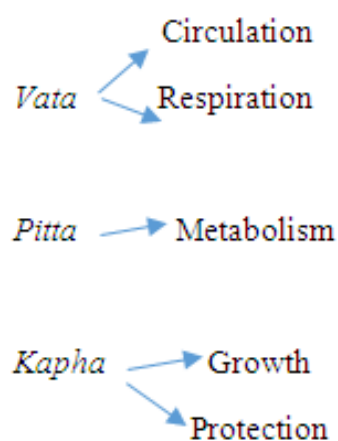 Circulation
Vata Respiration
Pitta Metabolism
Kapha Growth
Protection